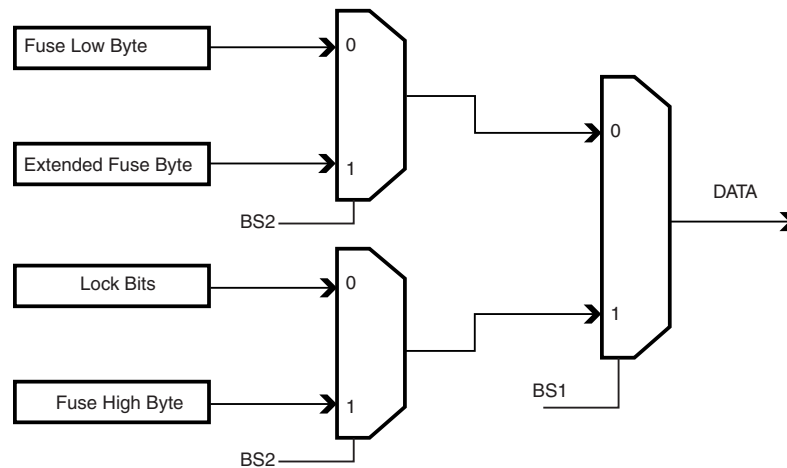 Fuse Low Byte
0
Extended Fuse Byte
1
BS2
0
DATA
Lock Bits
0
1
Fuse High Byte
1
BS1
BS2